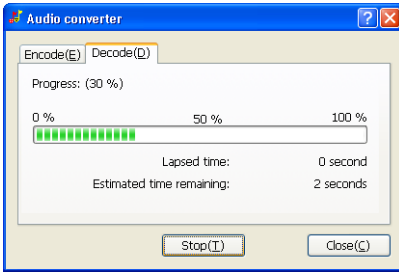 Audio converter
Encode(E) Decode(D)
Progress: (30 %)
0 % 50 % 100 %
Lapsed time: 0 second
Estimated time remaining: 2 seconds
Stop(T) Close(C)